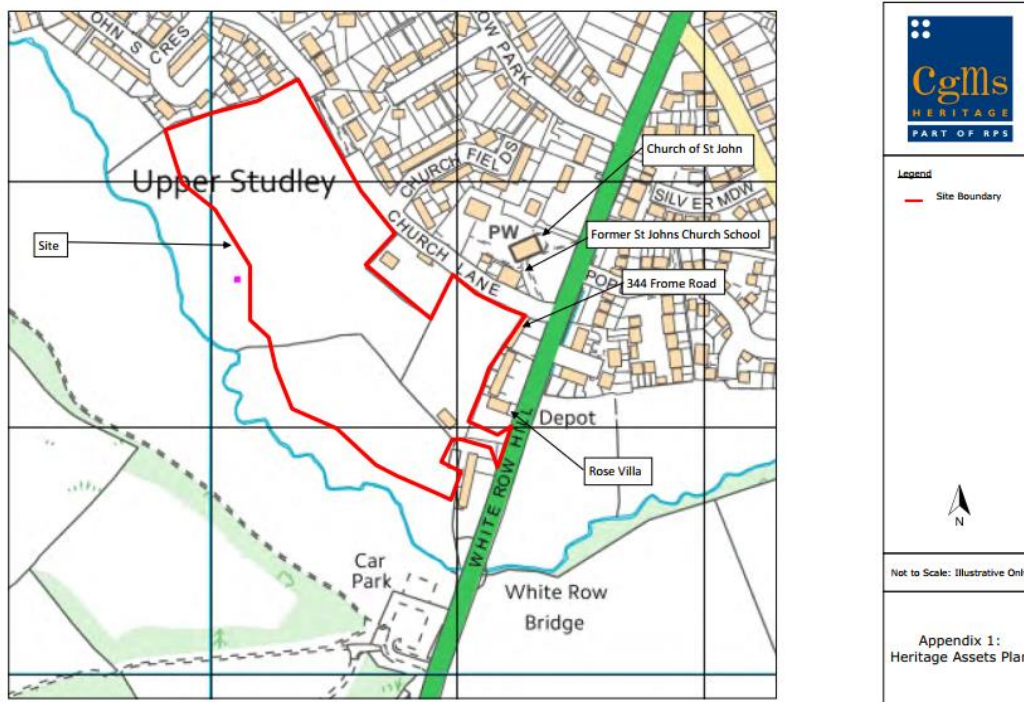 OHN S CRES
OW PARK
Church of St John
CHURCH FIELDS
Upper Studley
SILVER MDW
PW
Former St Johns Church School
CHURCH LANE
Site
344 Frome Road
Depot
Rose Villa
WHITE ROW HILL
Car
Park
White Row
Bridge
CgMs
HERITAGE
PART OF RPS
Legend
Site Boundary
N
Not to Scale: Illustrative Onl
Appendix 1:
Heritage Assets Plan